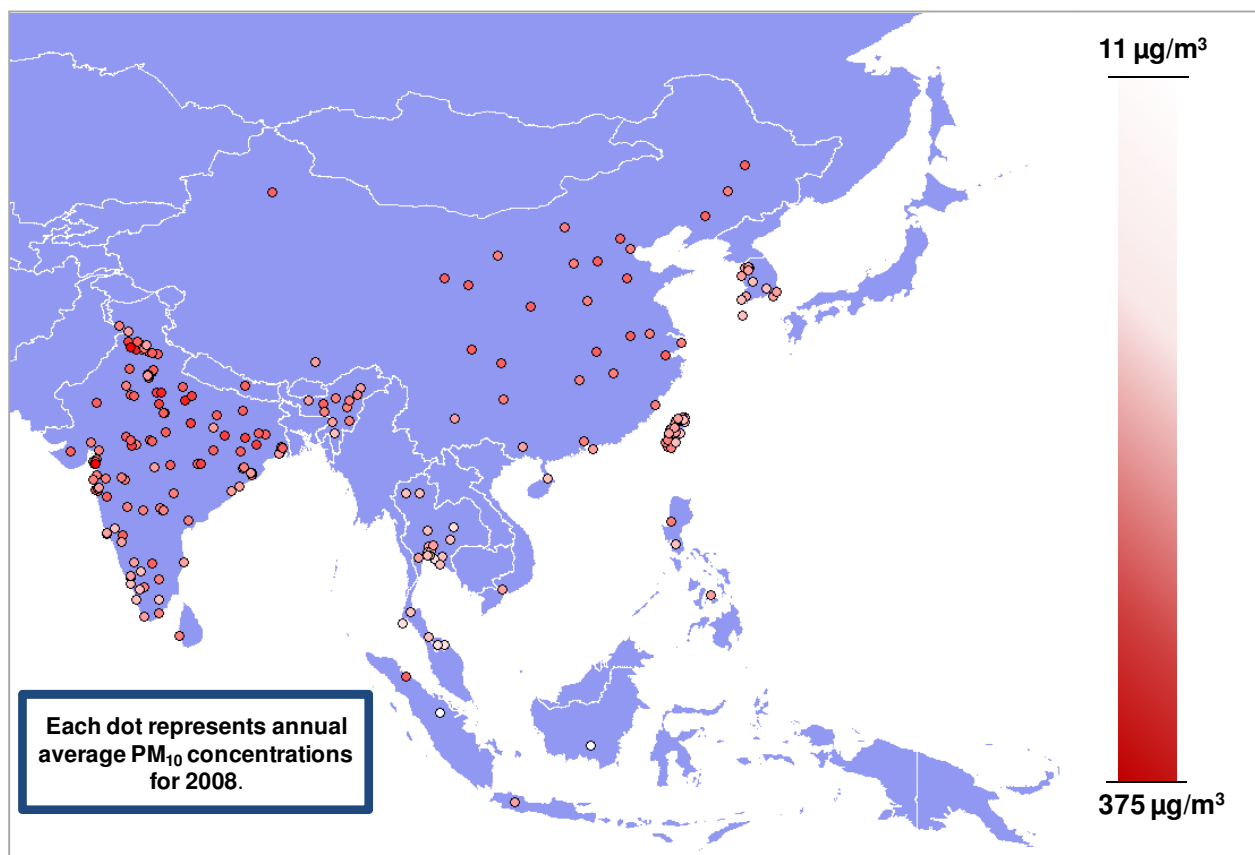 11 µg/m³
Each dot represents annual
average PM₁₀ concentrations
for 2008.
375 µg/m³